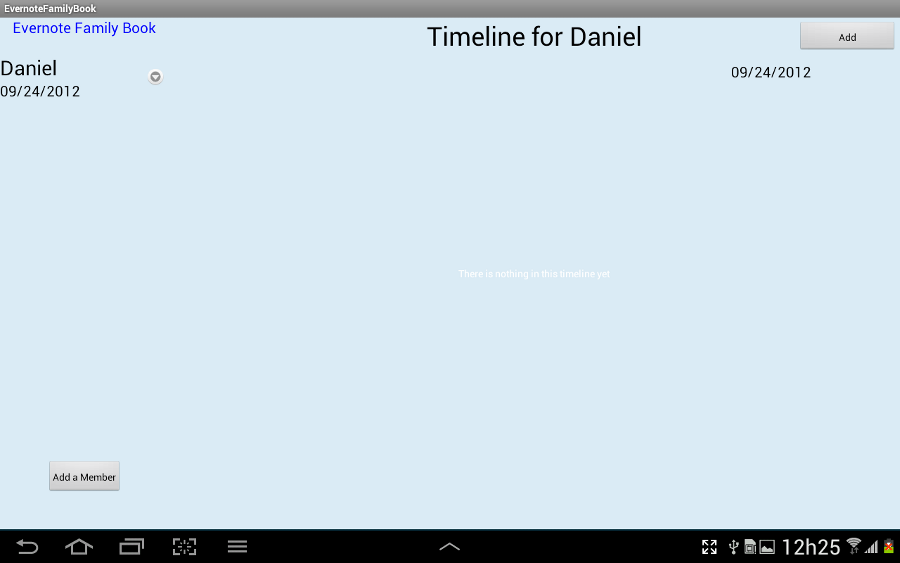 EvernoteFamilyBook
Evernote Family Book
Timeline for Daniel
Add
Daniel
09/24/2012
09/24/2012
There is nothing in this timeline yet
Add a Member
12h25